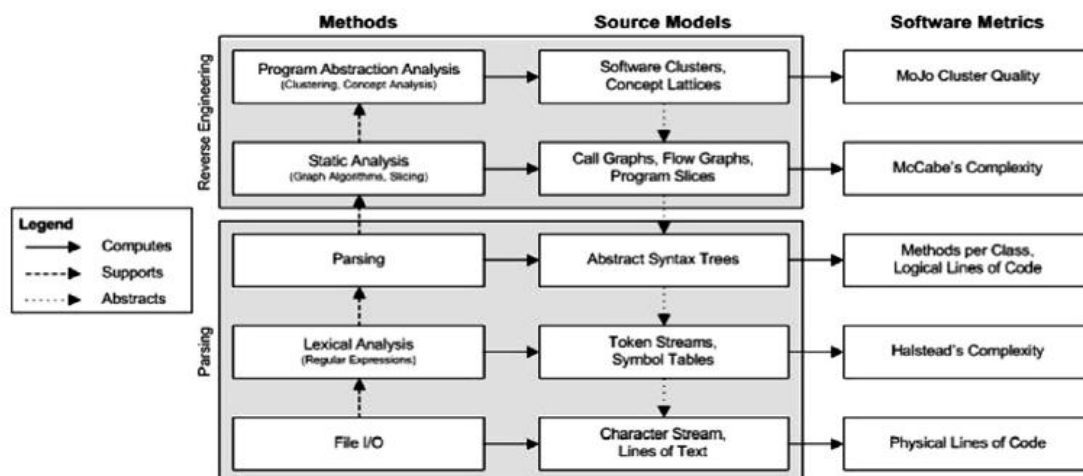 Methods
Source Models
Software Metrics
Reverse Engineering
Program Abstraction Analysis
(Clustering, Concept Analysis)
Software Clusters,
Concept Lattices
MoJo Cluster Quality
Static Analysis
(Graph Algorithms, Slicing)
Call Graphs, Flow Graphs,
Program Slices
McCabe's Complexity
Legend
Computes
Supports
Abstracts
Parsing
Parsing
Abstract Syntax Trees
Methods per Class,
Logical Lines of Code
Lexical Analysis
(Regular Expressions)
Token Streams,
Symbol Tables
Halstead's Complexity
File I/O
Character Stream,
Lines of Text
Physical Lines of Code